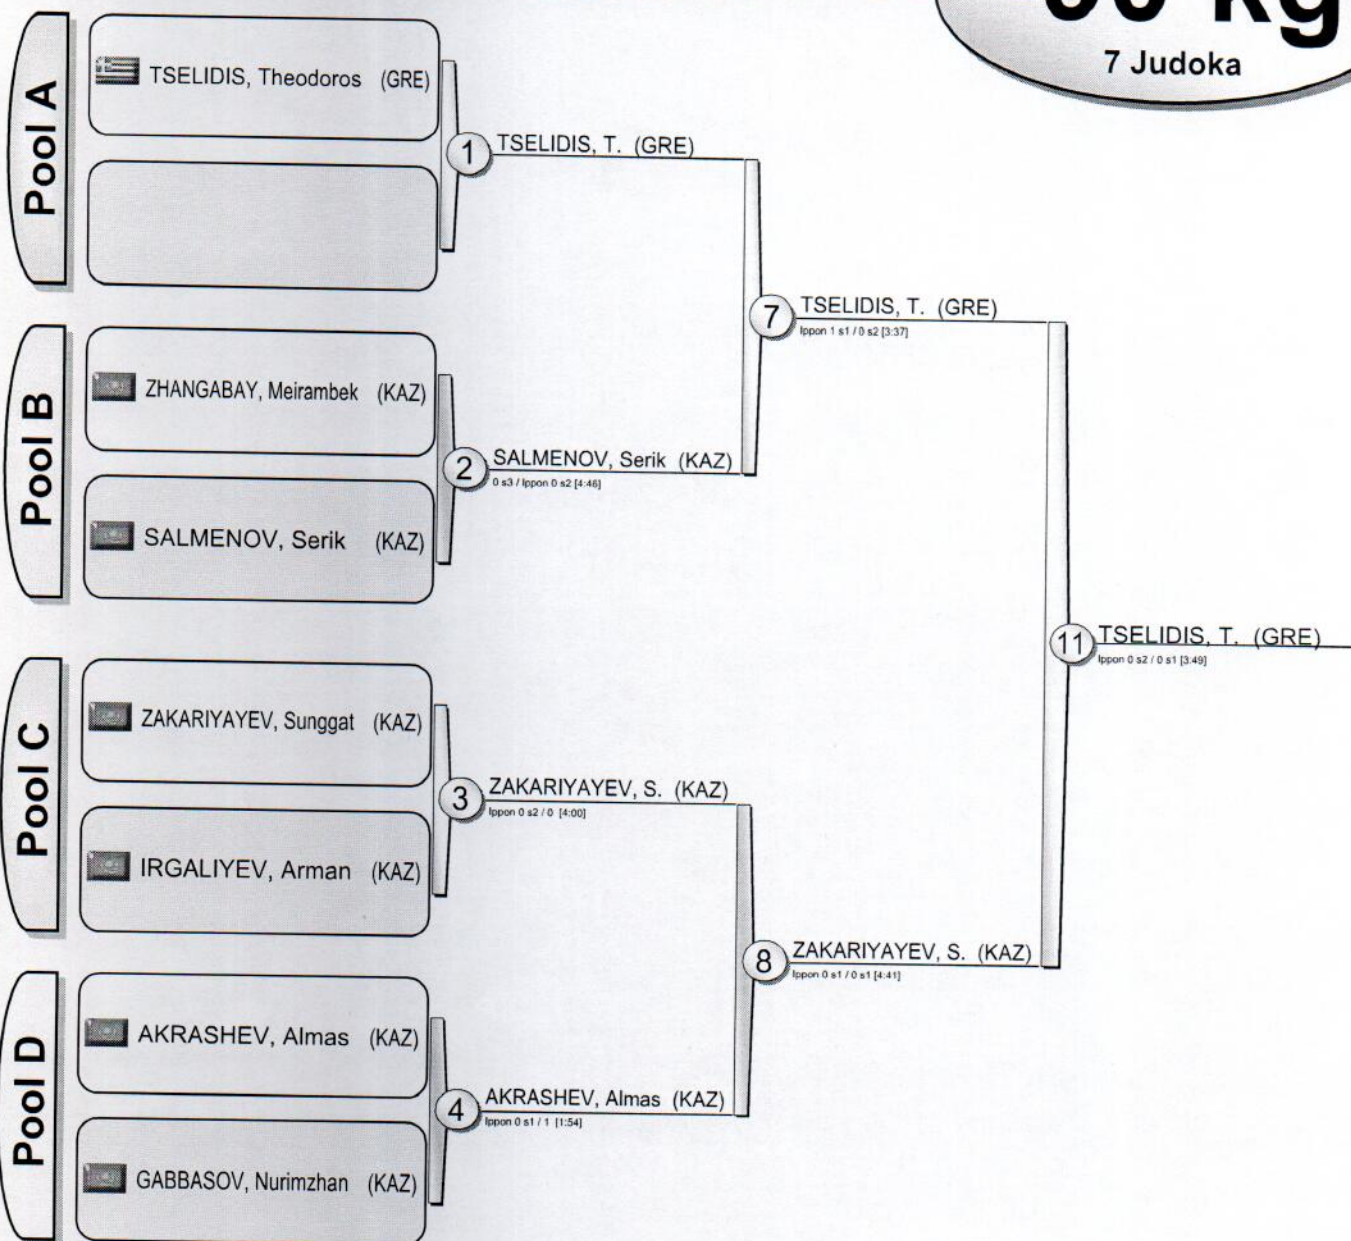 kg
7 Judoka
Pool A
TSELIDIS, Theodoros (GRE)
1 TSELIDIS, T. (GRE)
7 TSELIDIS, T. (GRE)
Ippon 1 s1 / 0 s2 [3:37]
Pool B
ZHANGABAY, Meirambek (KAZ)
2 SALMENOV, Serik (KAZ)
0 s3 / Ippon 0 s2 [4:46]
SALMENOV, Serik (KAZ)
11 TSELIDIS, T. (GRE)
Ippon 0 s2 / 0 s1 [3:49]
Pool C
ZAKARIYAYEV, Sunggat (KAZ)
3 ZAKARIYAYEV, S. (KAZ)
Ippon 0 s2 / 0 [4:00]
IRGALIYEV, Arman (KAZ)
8 ZAKARIYAYEV, S. (KAZ)
Ippon 0 s1 / 0 s1 [4:41]
Pool D
AKRASHEV, Almas (KAZ)
4 AKRASHEV, Almas (KAZ)
Ippon 0 s1 / 1 [1:54]
GABBASOV, Nurimzhan (KAZ)